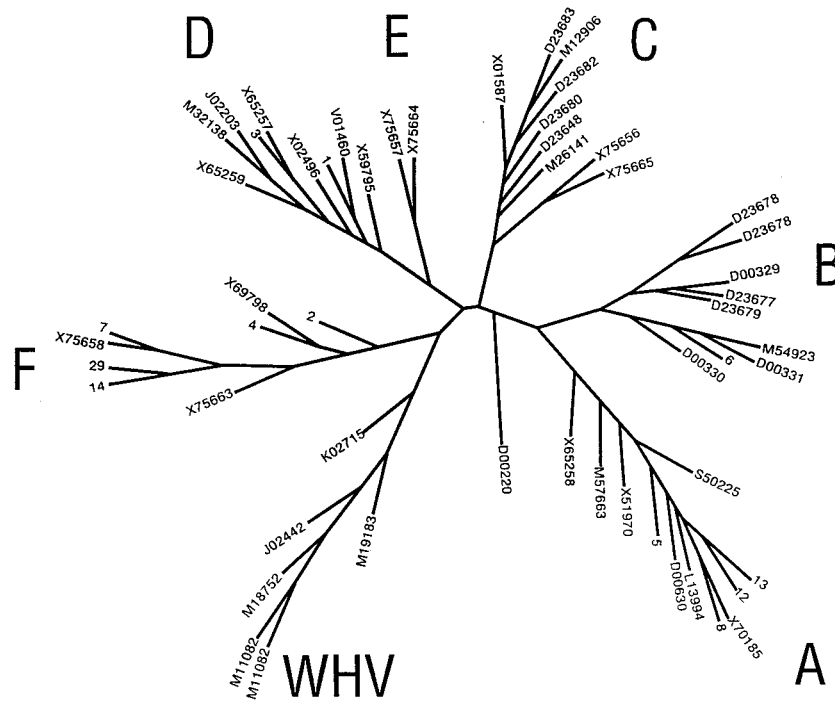 D
E
C
B
F
A
WHV
M32138
J02203
X65257
3
X65259
X02496
1
V01460
X59795
X75657
X75664
X01587
D23683
M12906
D23682
D23680
D23648
M26141
X75656
X75665
D23678
D23678
D00329
D23677
D23679
M54923
D00331
6
D00330
S50225
13
12
X70185
8
L13994
D00630
5
X51970
M57663
X65258
D00220
X69798
4
2
7
X75658
29
14
X75663
K02715
M19183
J02442
M18752
M11082
M11082